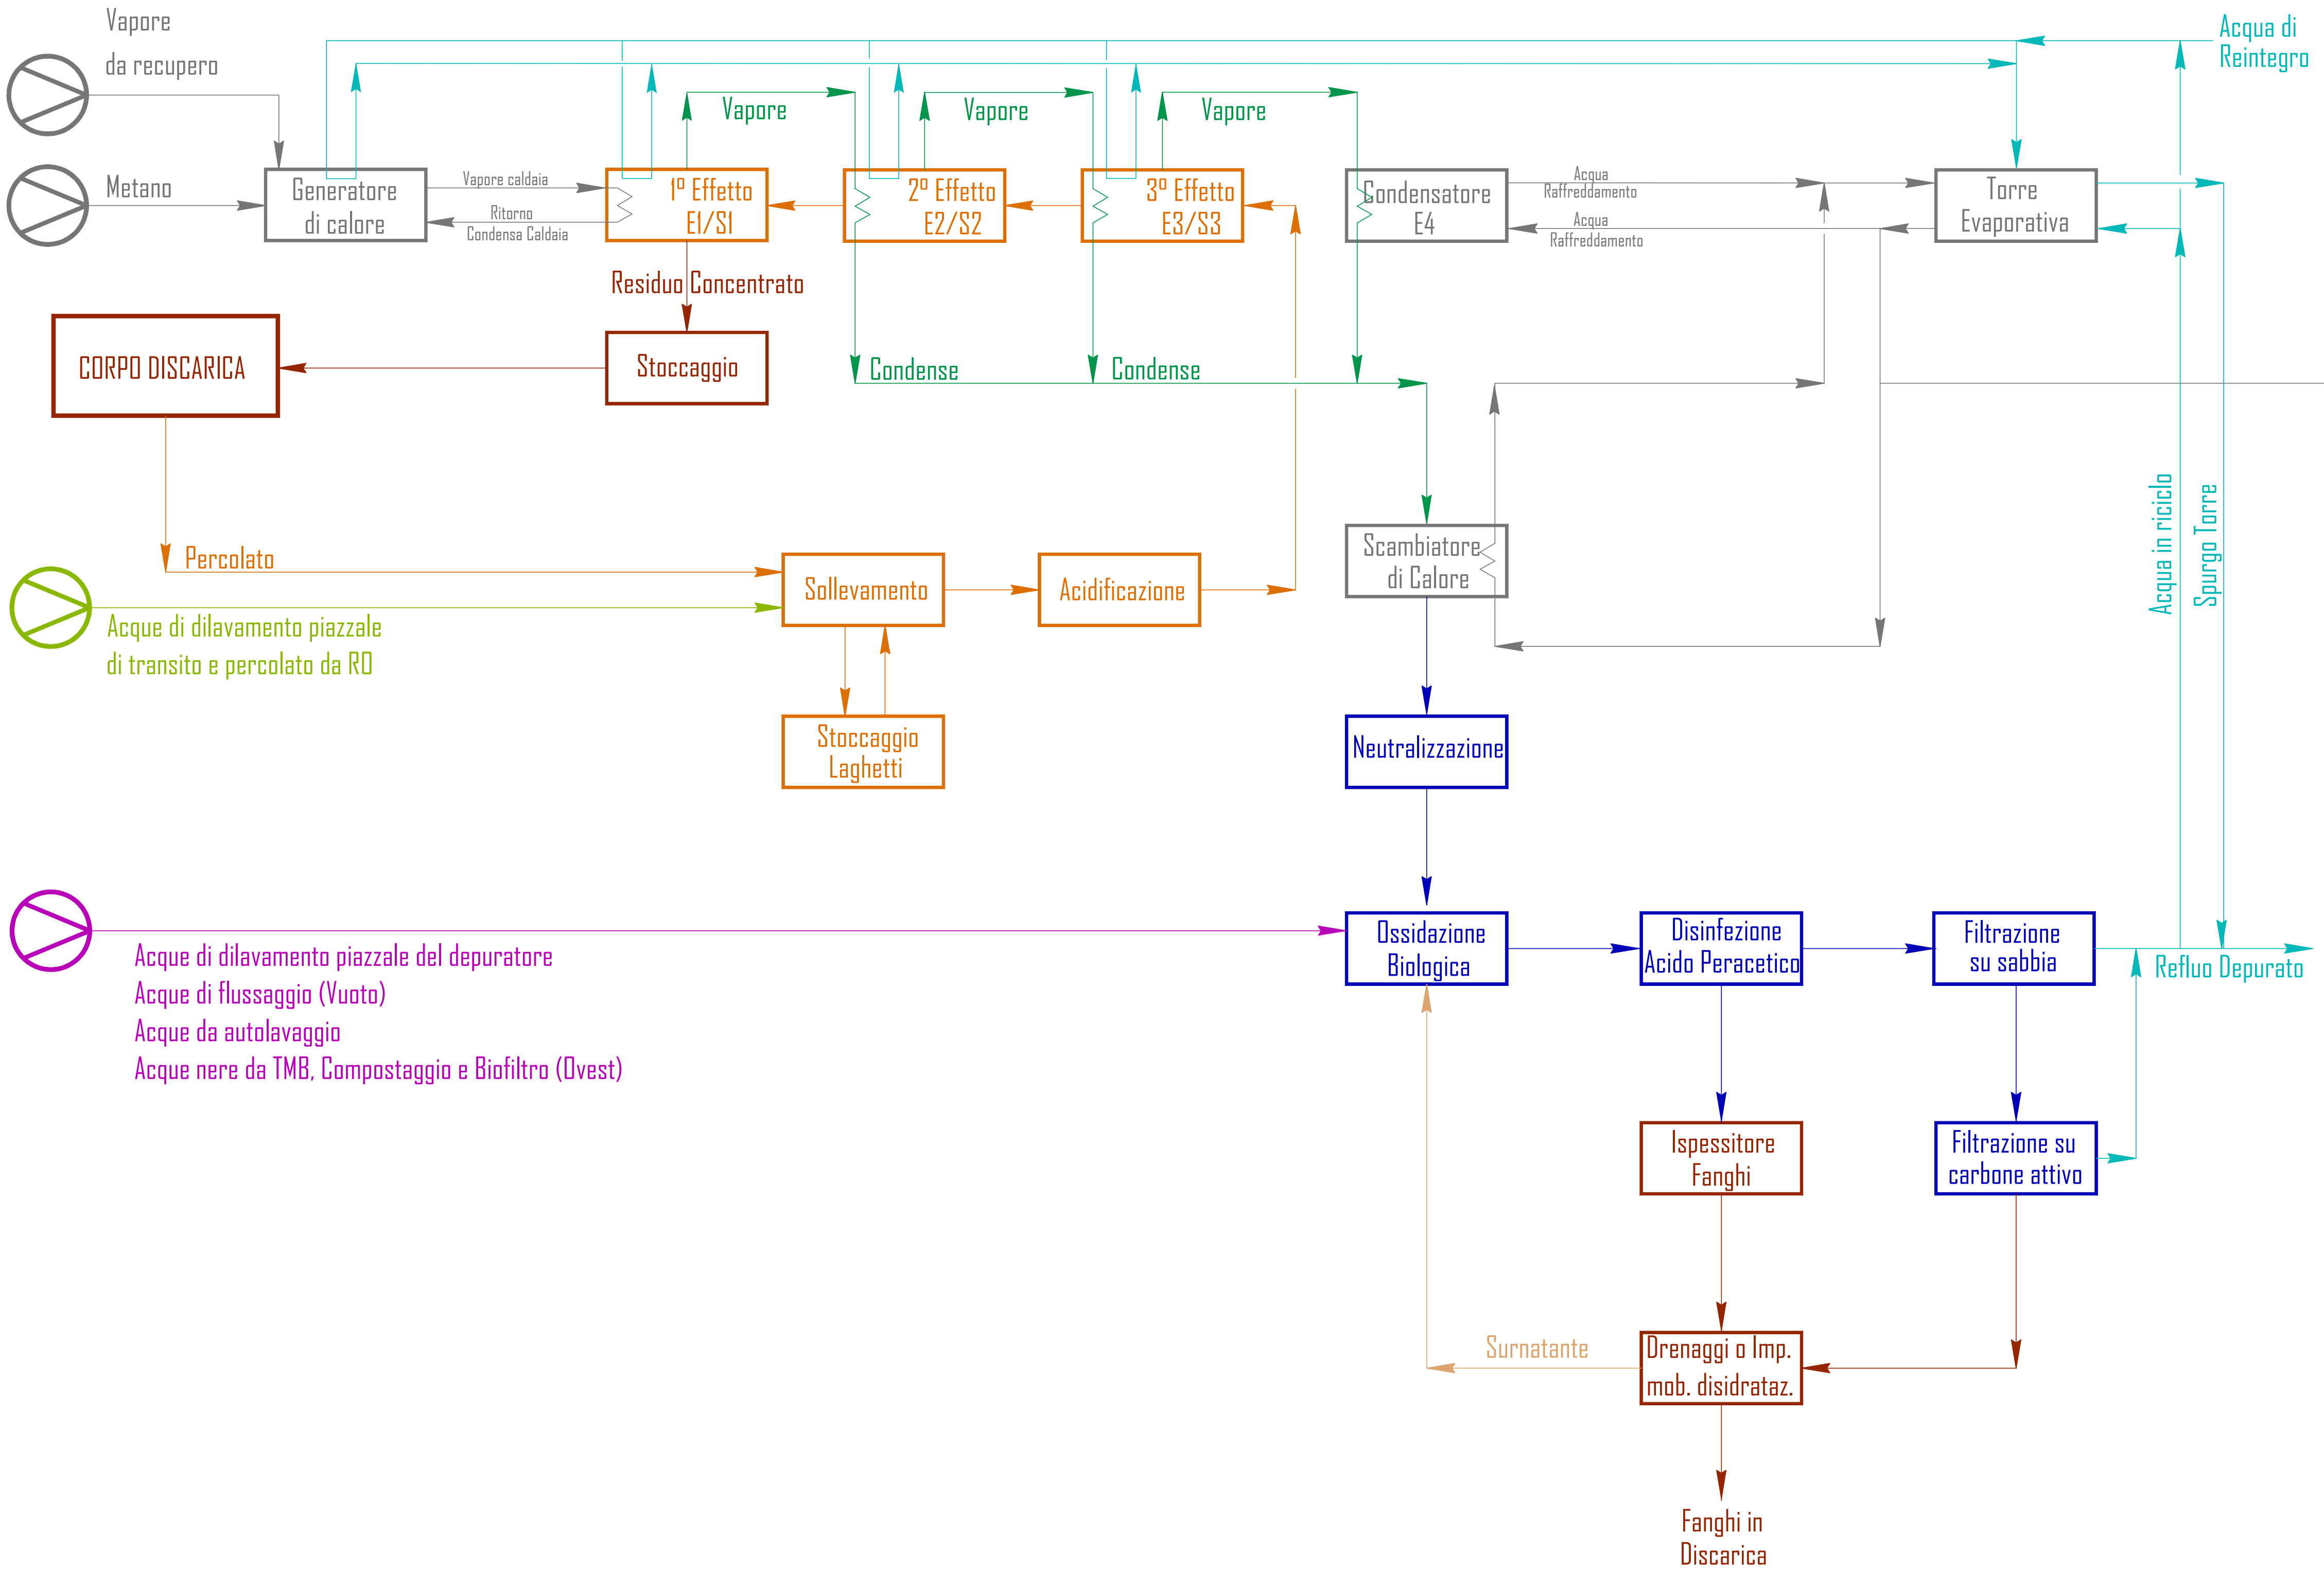 Vapore
da recupero
Acqua di
Reintegro
Vapore
Vapore
Vapore
Metano
Generatore
di calore
Vapore caldaia
Ritorno
Condensa Caldaia
1° Effetto
E1/S1
2° Effetto
E2/S2
3° Effetto
E3/S3
Condensatore
E4
Acqua
Raffreddamento
Acqua
Raffreddamento
Torre
Evaporativa
Residuo Concentrato
CORPO DISCARICA
Stoccaggio
Condense
Condense
Acqua in riciclo
Spurgo Torre
Scambiatore
di Calore
Percolato
Sollevamento
Acidificazione
Acque di dilavamento piazzale
di transito e percolato da RO
Stoccaggio
Laghetti
Neutralizzazione
Ossidazione
Biologica
Disinfezione
Acido Peracetico
Filtrazione
su sabbia
Refluo Depurato
Acque di dilavamento piazzale del depuratore
Acque di flussaggio (Vuoto)
Acque da autolavaggio
Acque nere da TMB, Compostaggio e Biofiltro (Ovest)
Ispessitore
Fanghi
Filtrazione su
carbone attivo
Surnatante
Drenaggi o Imp.
mob. disidrataz.
Fanghi in
Discarica